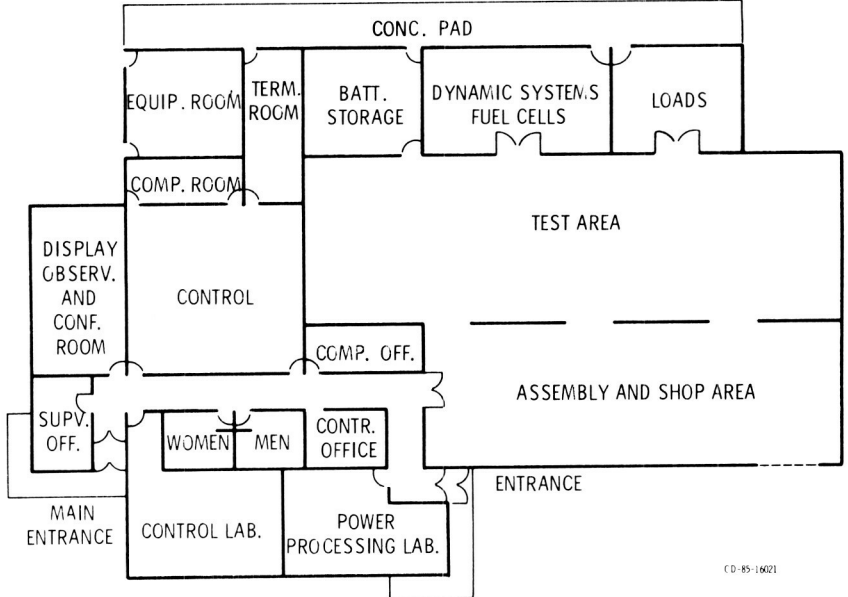 CONC. PAD
EQUIP. ROOM
TERM.
ROOM
BATT.
STORAGE
DYNAMIC SYSTEMS
FUEL CELLS
LOADS
COMP. ROOM
TEST AREA
DISPLAY
OBSERV.
AND
CONF.
ROOM
CONTROL
COMP. OFF.
ASSEMBLY AND SHOP AREA
SUPV.
OFF.
WOMEN
MEN
CONTR.
OFFICE
ENTRANCE
MAIN
ENTRANCE
CONTROL LAB.
POWER
PROCESSING LAB.
CD-85-16021